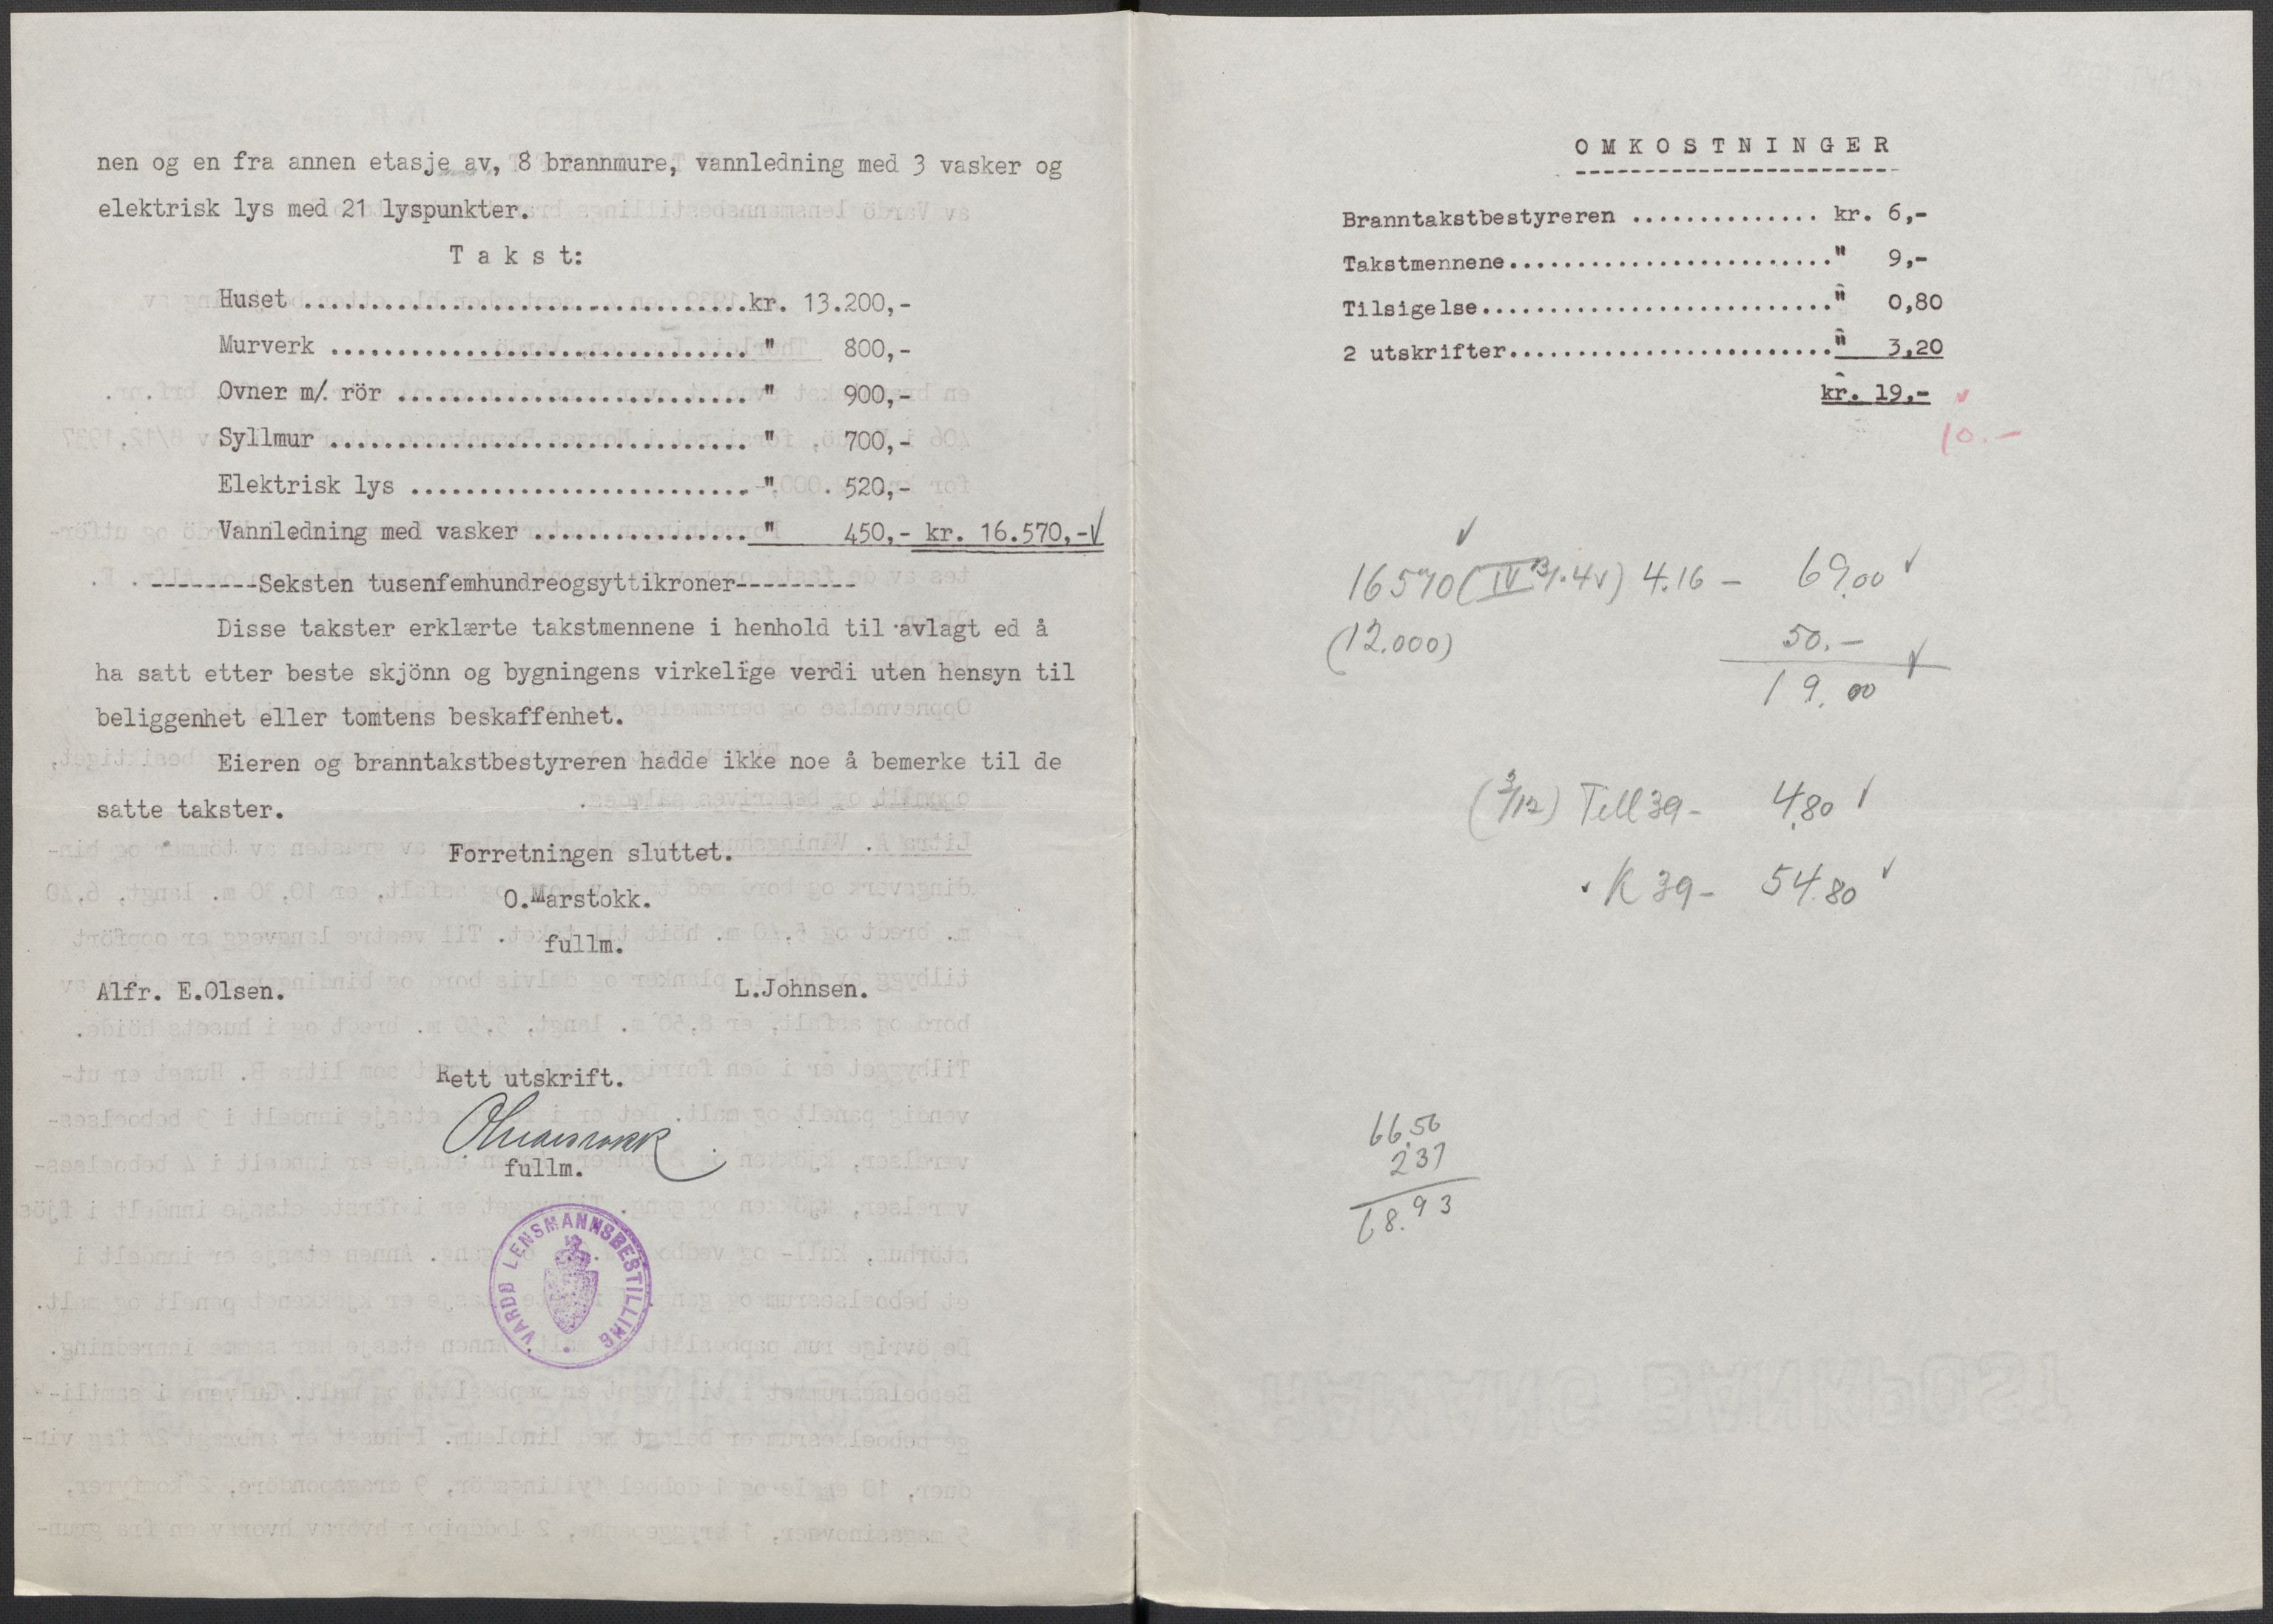 nen og en fra annen etasje av, 8 brannmure, vannledning med 3 vasker og
elektrisk lys med 21 lyspunkter.
T a k s t:
Huset .................................kr. 13.200,-
Murverk ............................... " 800,-
Ovner m/. rör .......................... " 900,-
Syllmur ............................... " 700,-
Elektrisk lys ......................... " 520,-
Vannledning med vasker ................ " 450,- kr. 16.570,-
--------Seksten tusenfemhundreogsyttikroner---------
Disse takster erklærte takstmennene i henhold til avlagt ed å
ha satt etter beste skjönn og bygningens virkelige verdi uten hensyn til
beliggenhet eller tomtens beskaffenhet.
Eieren og branntakstbestyreren hadde ikke noe å bemerke til de
satte takster.
Forretningen sluttet.
O.Marstokk.
fullm.
Alfr. E.Olsen. L.Johnsen.
Rett utskrift.
OMarstokk
fullm.
VARDØ LENSMANNSBESTILLING
O M K O S T N I N G E R
Branntakstbestyreren .............. kr. 6,-
Takstmennene........................" 9,-
Tilsigelse.........................." 0,80
2 utskrifter........................" 3,20
kr. 19,-
10.-
16570 (IV 4) 4.16 - 69.00
(12.000) 50.-
19.00
(3/12) Till 39 - 4.80
K 39 - 54.80
66.56
2.37
68.93